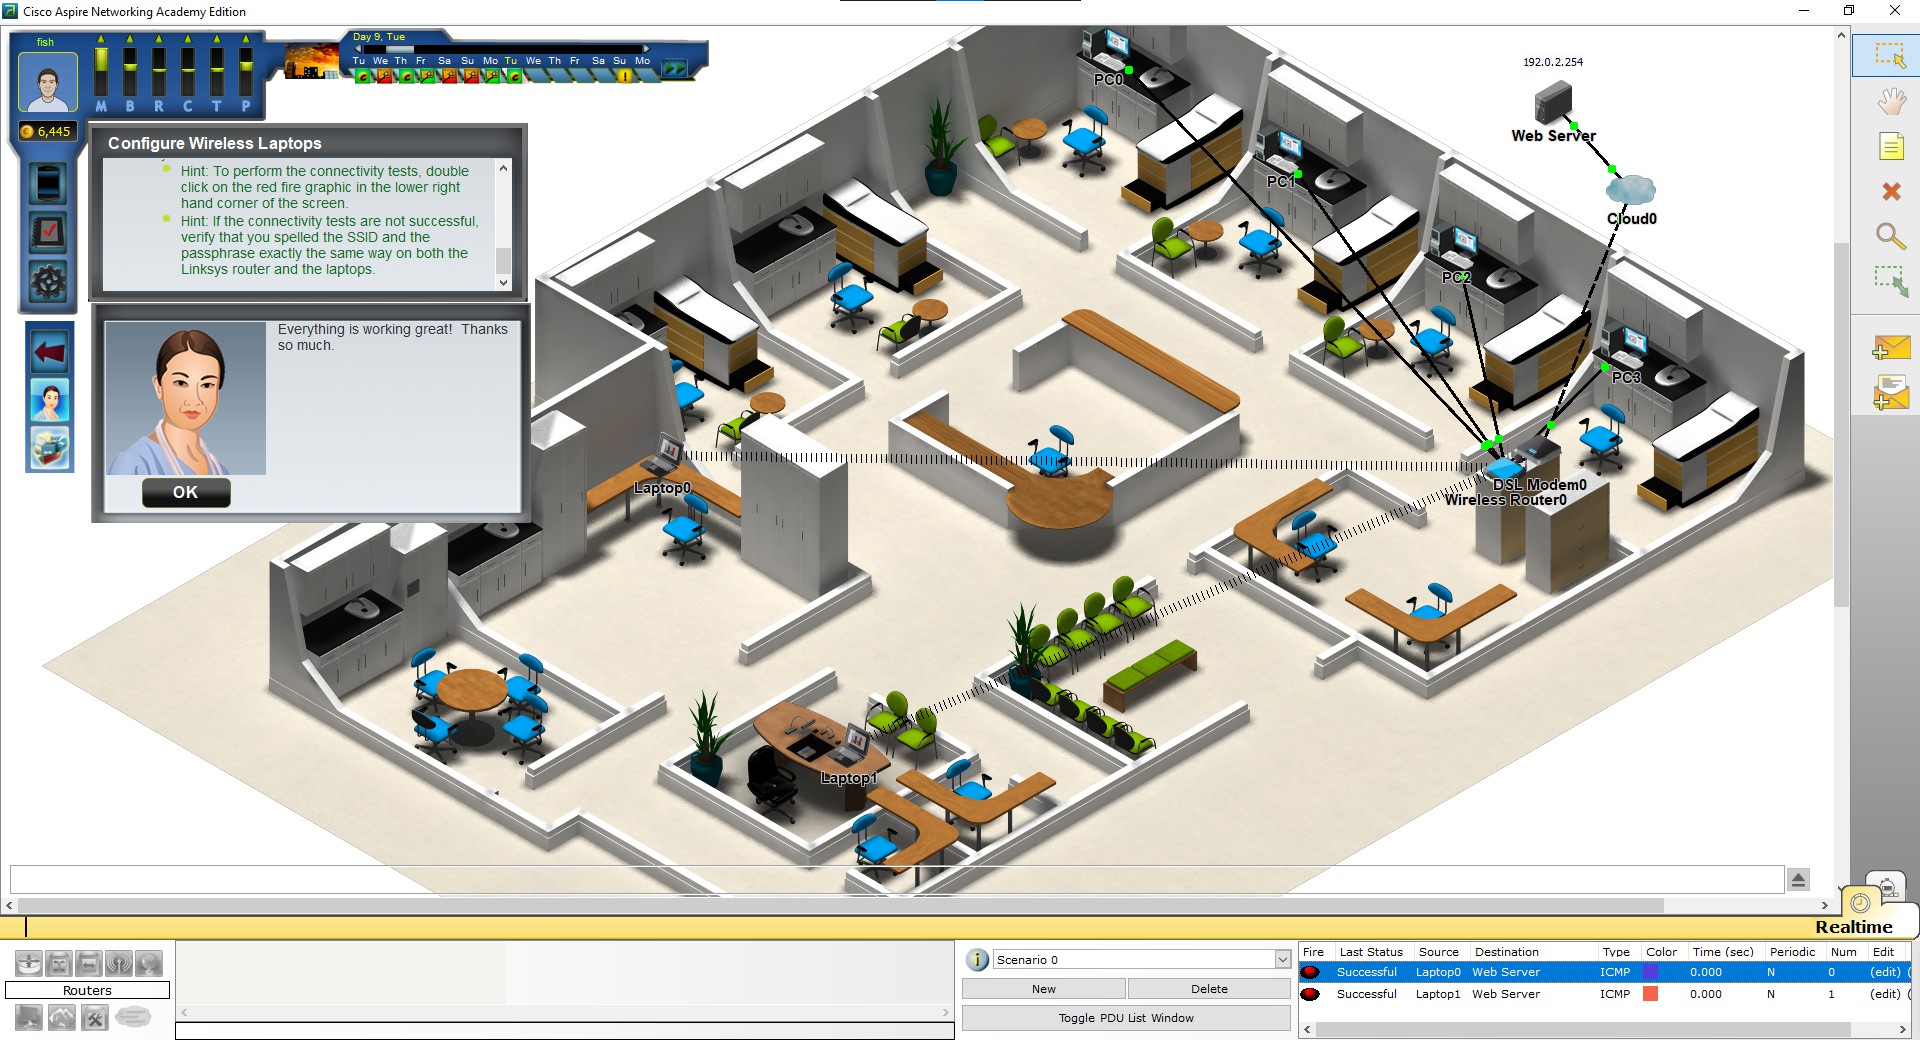 Cisco Aspire Networking Academy Edition
fish
Day 9, Tue
Tu We Th Fr Sa Su Mo Tu We Th Fr Sa Su Mo
M B R C T P
6,445
Configure Wireless Laptops
Hint: To perform the connectivity tests, double
click on the red fire graphic in the lower right
hand corner of the screen.
Hint: If the connectivity tests are not successful,
verify that you spelled the SSID and the
passphrase exactly the same way on both the
Linksys router and the laptops.
Everything is working great!  Thanks
so much.
OK
PC0
192.0.2.254
Web Server
PC1
Cloud0
PC2
PC3
Laptop0
DSL Modem0
Wireless Router0
Laptop1
Realtime
Routers
Scenario 0
New
Delete
Toggle PDU List Window
Fire Last Status Source Destination Type Color Time (sec) Periodic Num Edit
Successful Laptop0 Web Server ICMP 0.000 N 0 (edit) (
Successful Laptop1 Web Server ICMP 0.000 N 1 (edit) (